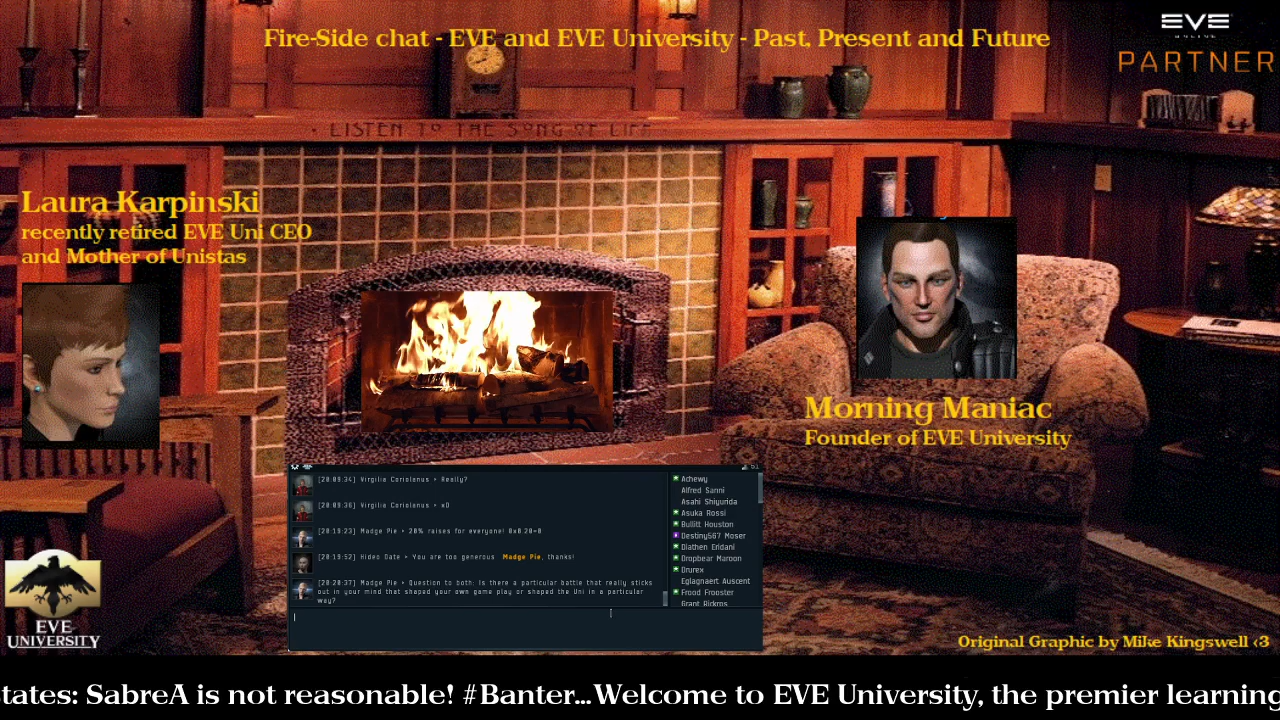 Fire-Side chat - EVE and EVE University - Past, Present and Future
EVE
ONLINE
PARTNER
· LISTEN TO THE SONG OF LIFE
Laura Karpinski
recently retired EVE Uni CEO
and Mother of Unistas
Morning Maniac
Founder of EVE University
[20:09:34] Virgilia Coriolanus > Really?
[20:09:36] Virgilia Coriolanus > xD
[20:19:23] Madge Pie > 20% raises for everyone! 0x0.20=0
[20:19:52] Hideo Date > You are too generous Madge Pie, thanks!
[20:20:37] Madge Pie > Question to both: Is there a particular battle that really sticks
out in your mind that shaped your own game play or shaped the Uni in a particular
way?
Achewy
Alfred Sanni
Asahi Shiyurida
Asuka Rossi
Bullitt Houston
Destiny567 Moser
Diathen Eridani
Dropbear Maroon
Drurex
Eglagnaert Auscent
Frood Frooster
Grant Rickros
EVE
UNIVERSITY
Original Graphic by Mike Kingswell <3
tates: SabreA is not reasonable! #Banter...Welcome to EVE University, the premier learning